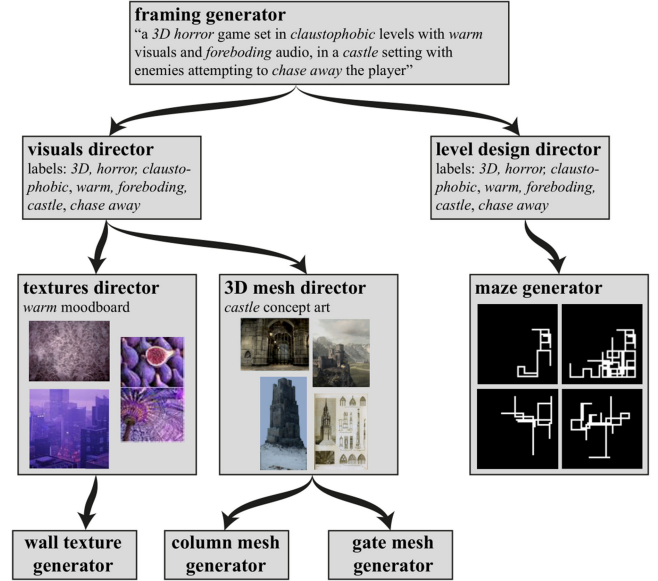 framing generator
“a 3D horror game set in claustophobic levels with warm
visuals and foreboding audio, in a castle setting with
enemies attempting to chase away the player”
visuals director
labels: 3D, horror, clausto-
phobic, warm, foreboding,
castle, chase away
level design director
labels: 3D, horror, clausto-
phobic, warm, foreboding,
castle, chase away
textures director
warm moodboard
3D mesh director
castle concept art
maze generator
wall texture
generator
column mesh
generator
gate mesh
generator